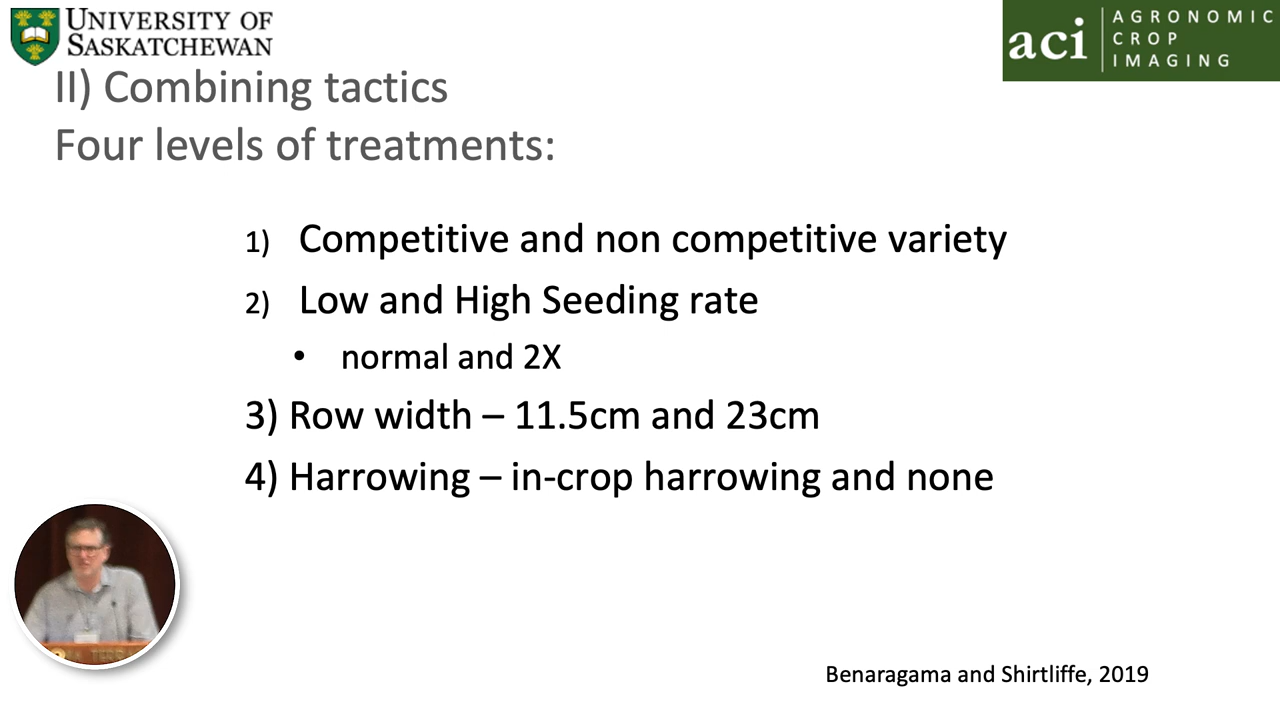 UNIVERSITY OF
SASKATCHEWAN
aci
AGRONOMIC
CROP
IMAGING
II) Combining tactics
Four levels of treatments:
1) Competitive and non competitive variety
2) Low and High Seeding rate
• normal and 2X
3) Row width – 11.5cm and 23cm
4) Harrowing – in-crop harrowing and none
Benaragama and Shirtliffe, 2019